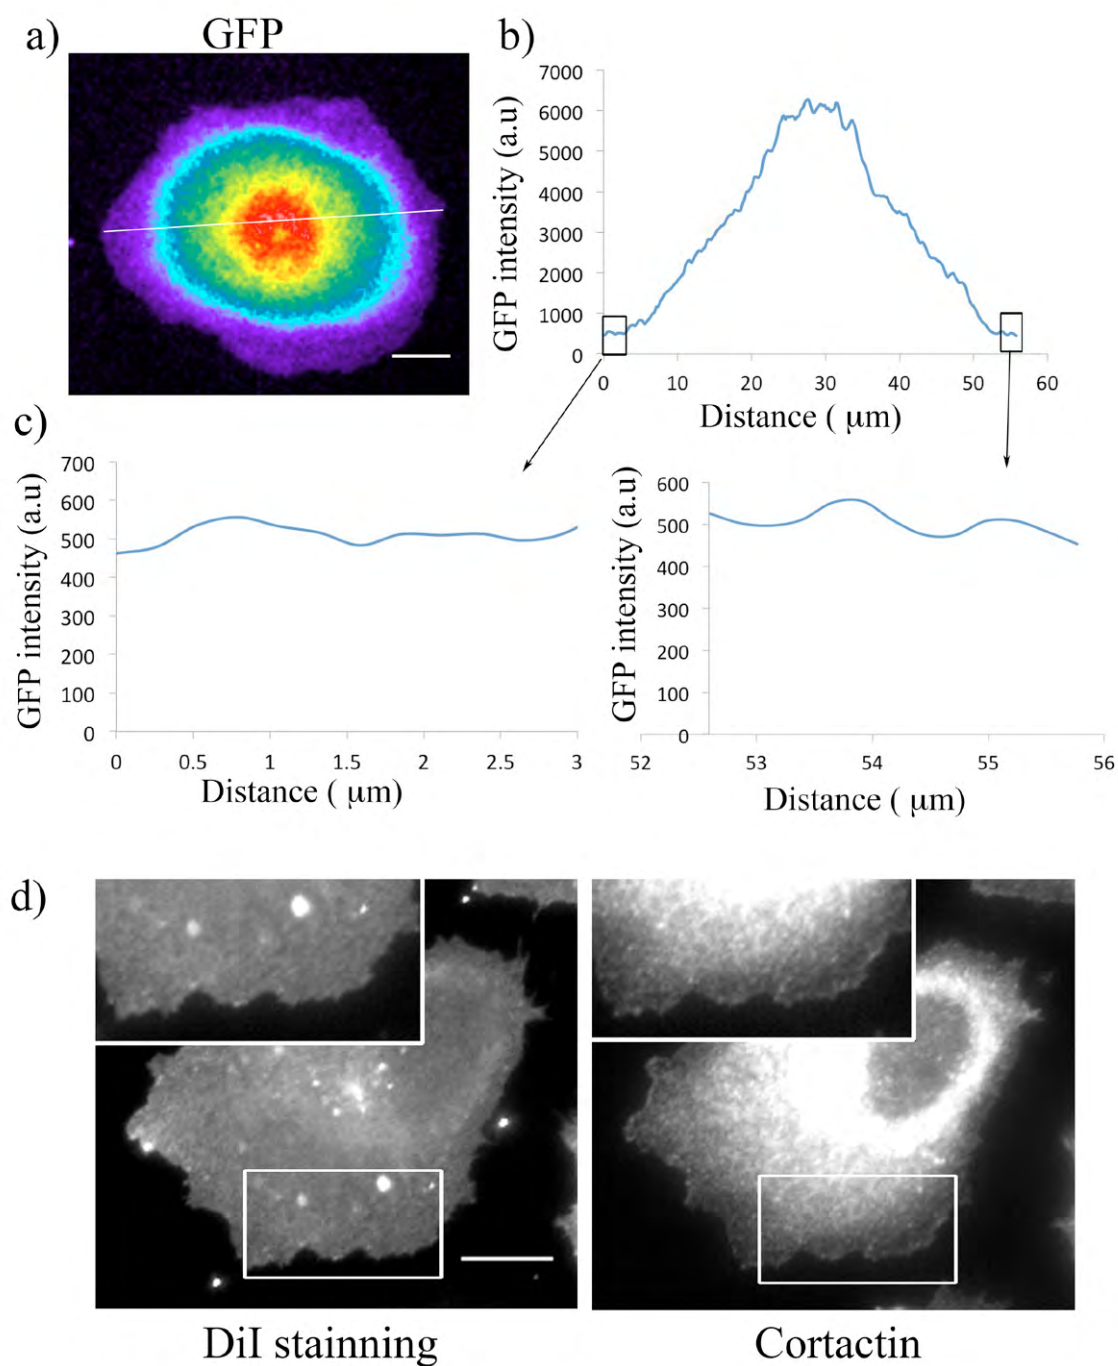 a)
GFP
b)
GFP intensity (a.u)
7000
6000
5000
4000
3000
2000
1000
0
0 10 20 30 40 50 60
Distance ( μm)
c)
GFP intensity (a.u)
700
600
500
400
300
200
100
0
0 0.5 1 1.5 2 2.5 3
Distance ( μm)
GFP intensity (a.u)
600
500
400
300
200
100
0
52 53 54 55 56
Distance ( μm)
d)
DiI stainning
Cortactin